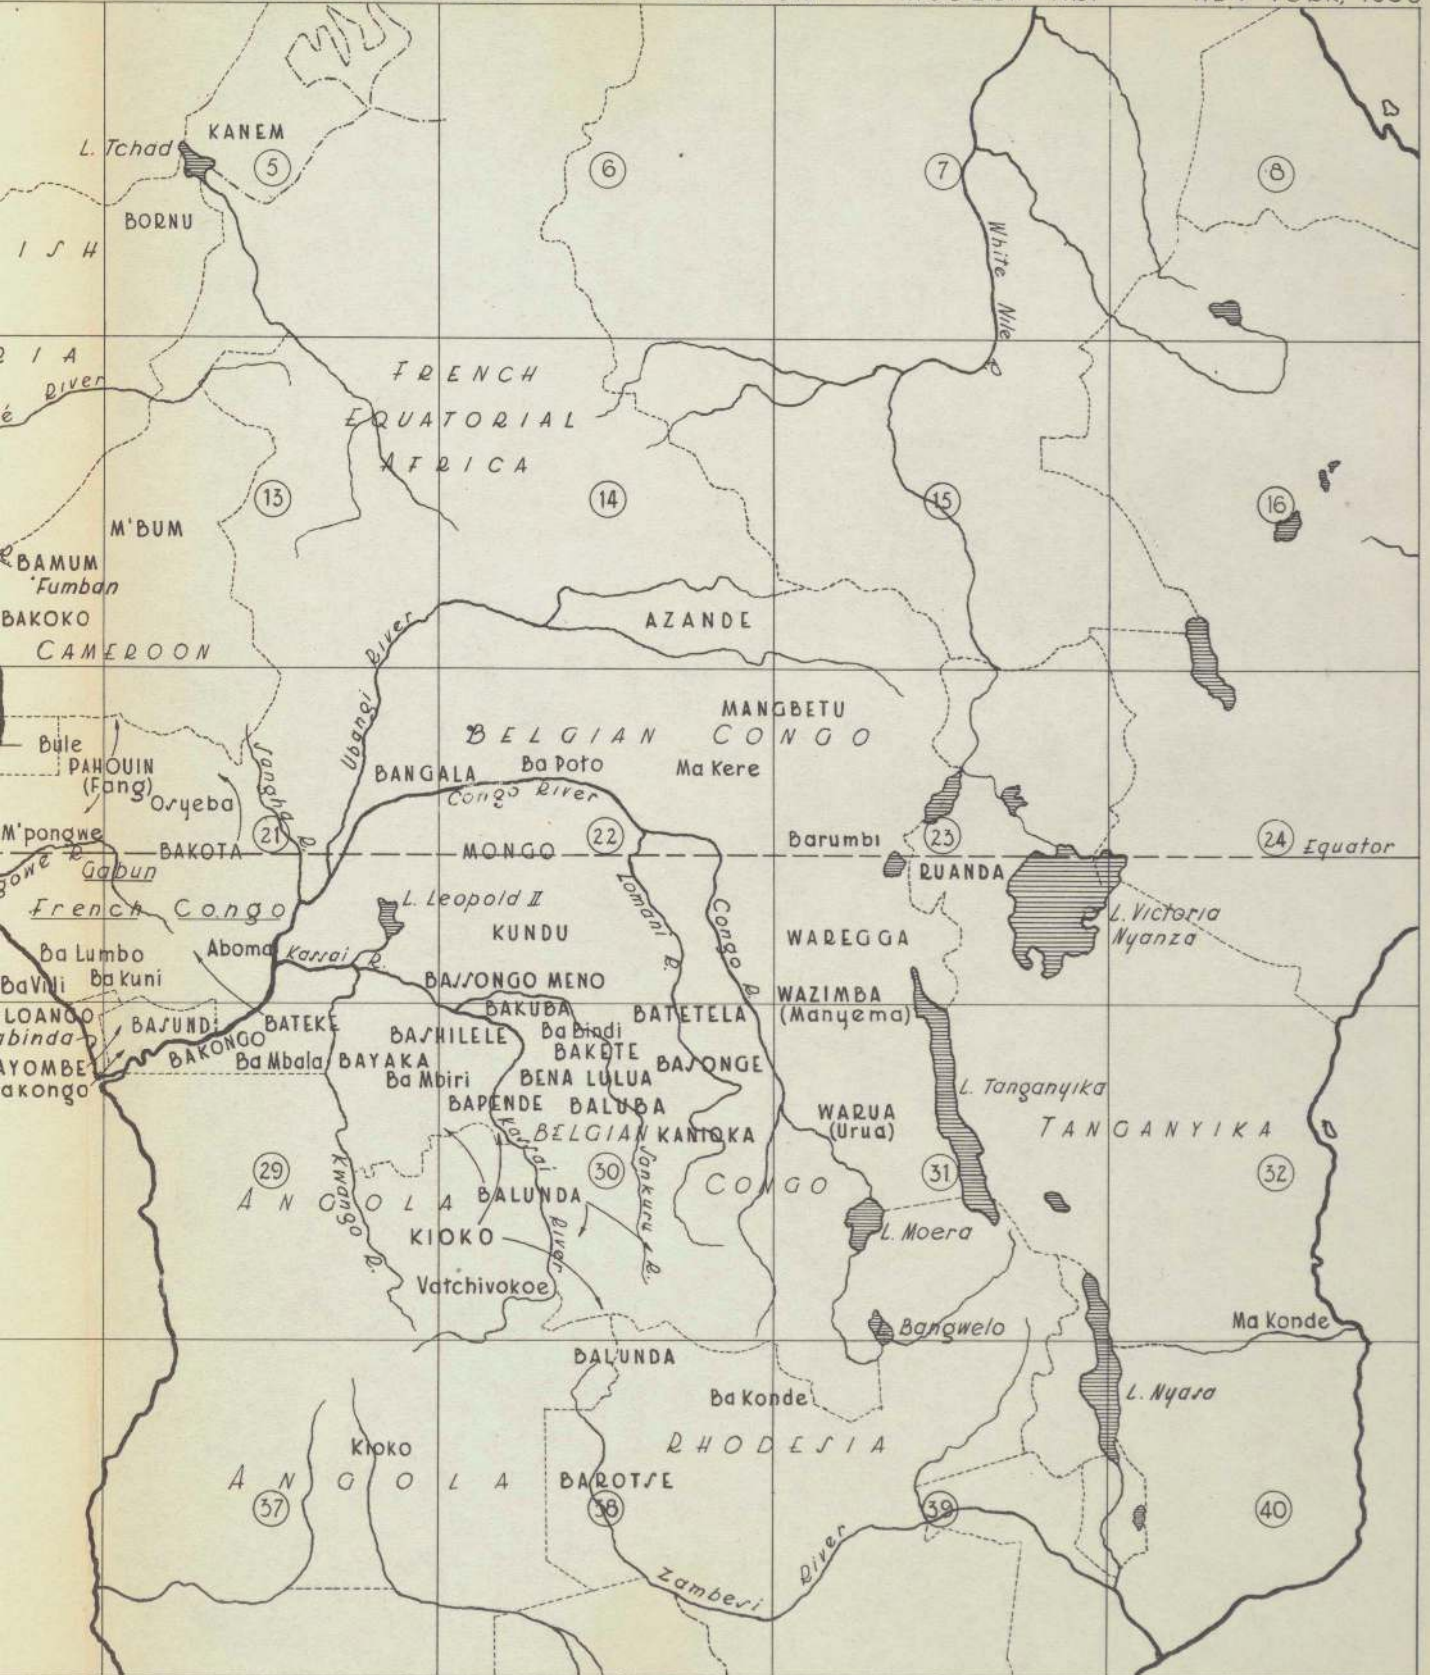 KANEM
L. Tchad
5
6
7
8
BORNU
ISH
White Nile R
RIA
River
FRENCH
EQUATORIAL
AFRICA
13
14
15
16
M'BUM
BAMUM
Fumban
BAKOKO
CAMEROON
AZANDE
Ubangi River
MANGBETU
BELGIAN CONGO
Bule
PAHOUIN
(Fang)
Osyeba
Sangha R.
BANGALA
Ba Poto
Ma Kere
Congo River
M'pongwe
BAKOTA
21
22
23
24
Equator
MONGO
Barumbi
RUANDA
Gabun
French Congo
L. Leopold II
Lomani R.
Congo R.
L. Victoria
Nyanza
KUNDU
WAREGGA
Ba Lumbo
Aboma
Kassai R.
Ba Vili
Ba Kuni
BASSONGO MENO
WAZIMBA
(Manyema)
LOANGO
BASUNDI
BATEKE
BAKUBA
BATETELA
BASHILELE
Ba Bindi
BAKONGO
BAKETE
Ba Mbala
BAYAKA
BASONGE
Ba Mbiri
BENA LULUA
L. Tanganyika
BAPENDE
BALUBA
WARUA
(Urua)
BELGIAN
KANIOKA
TANGANYIKA
Kassai River
Kwango R.
Sankuru R.
29
30
31
32
CONGO
ANGOLA
BALUNDA
KIOKO
L. Moera
Vatchivokoe
Bangwelo
Ma Konde
BALUNDA
Ba Konde
L. Nyasa
KIOKO
RHODESIA
ANGOLA
BAROTSE
37
38
39
40
Zambesi River